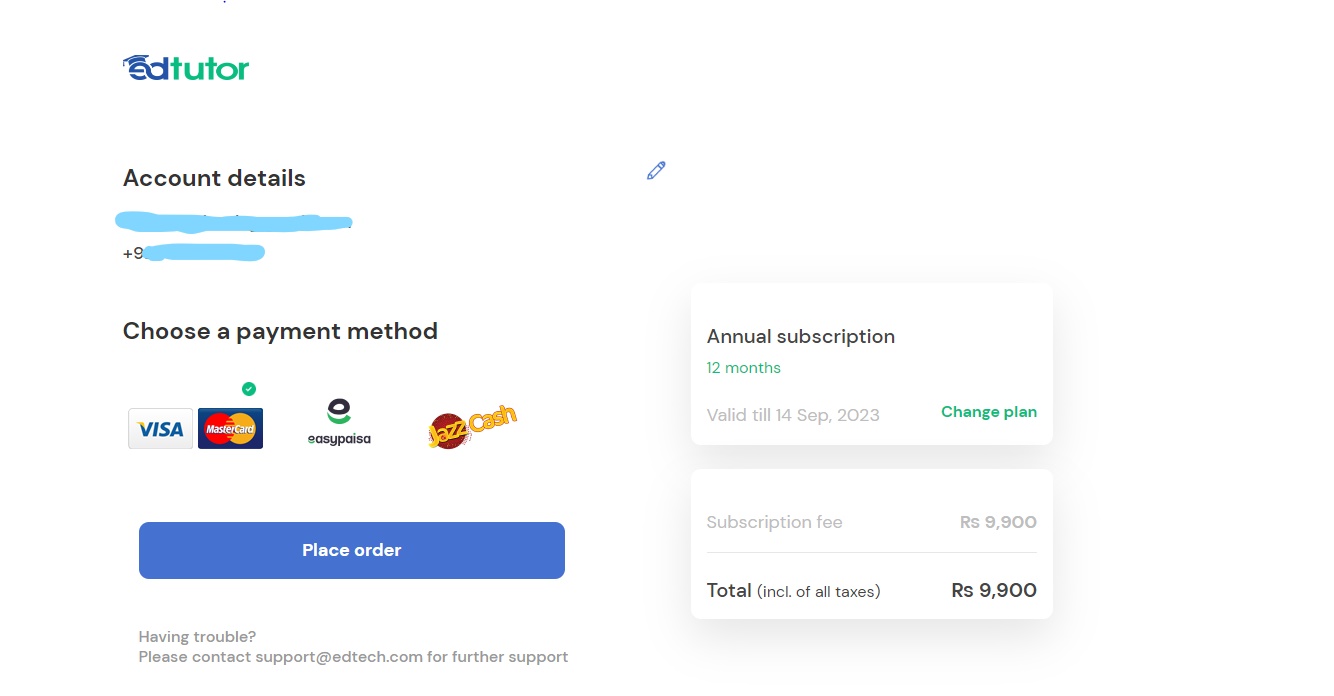 edtutor
Account details
+9
Choose a payment method
VISA
MasterCard
easypaisa
Jazz Cash
Place order
Having trouble?
Please contact support@edtech.com for further support
Annual subscription
12 months
Valid till 14 Sep, 2023
Change plan
Subscription fee Rs 9,900
Total (incl. of all taxes) Rs 9,900